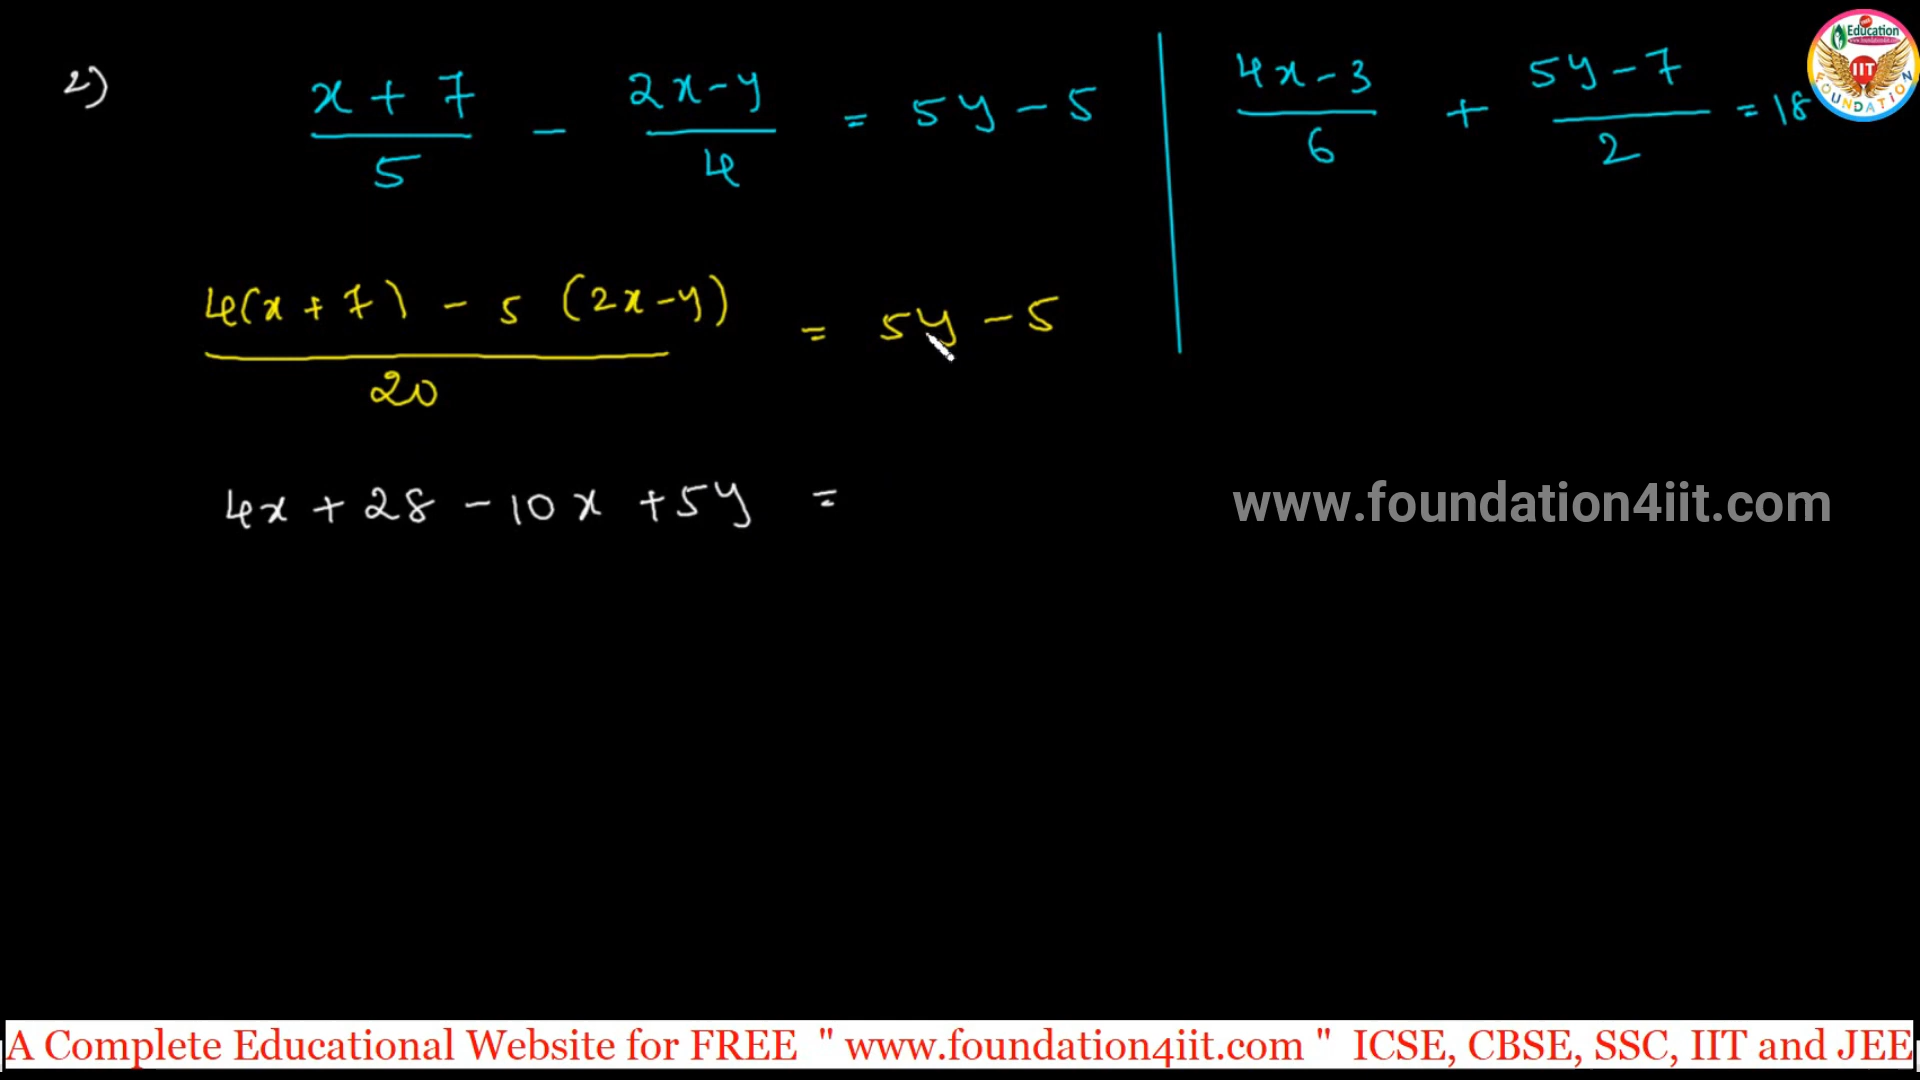 2) (x + 7)/5 - (2x - y)/4 = 5y - 5 | (4x - 3)/6 + (5y - 7)/2 = 18
(4(x + 7) - 5 (2x - y))/20 = 5y - 5
4x + 28 - 10x + 5y =
www.foundation4iit.com
Education
IIT
FOUNDATION
A Complete Educational Website for FREE " www.foundation4iit.com " ICSE, CBSE, SSC, IIT and JEE